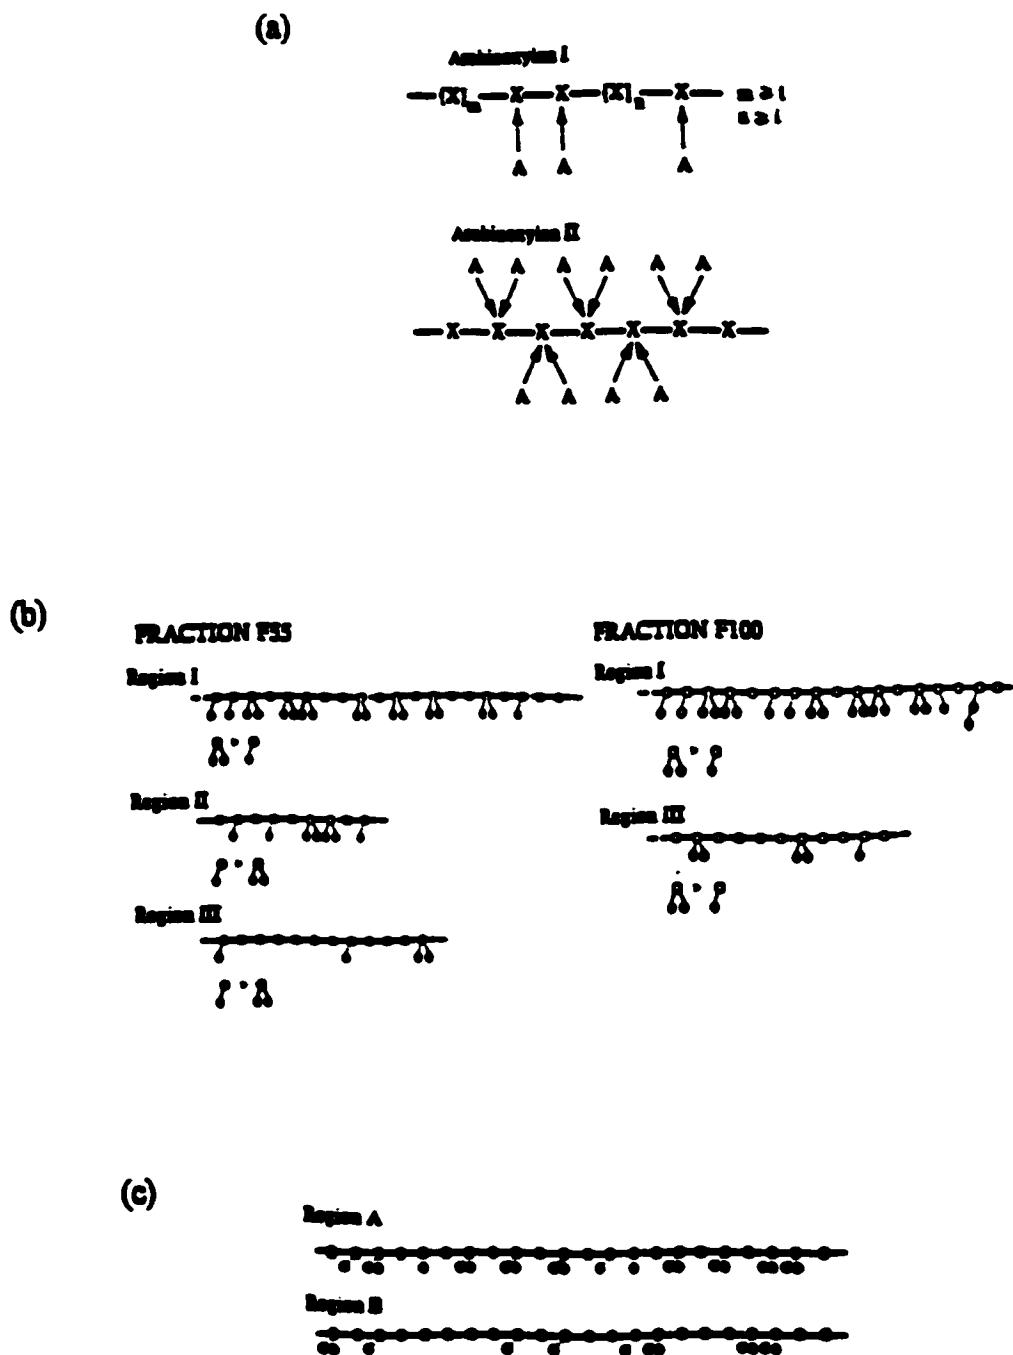 (a)
Arabinoxylan I
[X]m X X [X]n X m ≥ 1
n ≥ 1
A A A
Arabinoxylan II
A A A A A A
X X X X X X X
A A A A
(b)
FRACTION F55
Region I
Region II
Region III
FRACTION F100
Region I
Region III
(c)
Region A
Region B